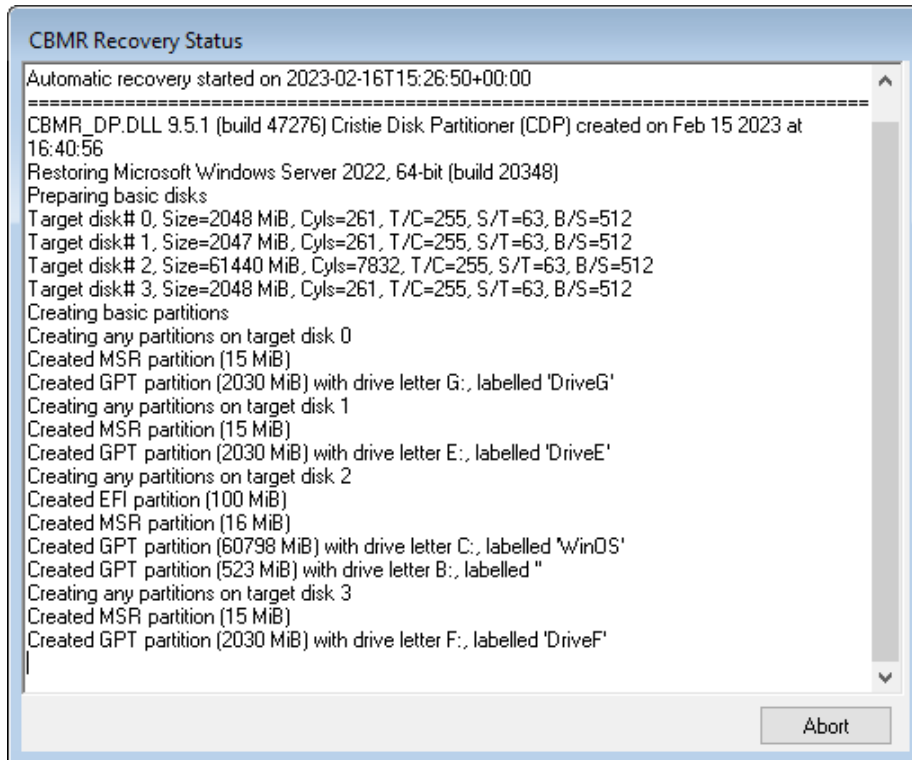 CBMR Recovery Status
Automatic recovery started on 2023-02-16T15:26:50+00:00
==============================================================================
CBMR_DP.DLL 9.5.1 (build 47276) Cristie Disk Partitioner (CDP) created on Feb 15 2023 at
16:40:56
Restoring Microsoft Windows Server 2022, 64-bit (build 20348)
Preparing basic disks
Target disk# 0, Size=2048 MiB, Cyls=261, T/C=255, S/T=63, B/S=512
Target disk# 1, Size=2047 MiB, Cyls=261, T/C=255, S/T=63, B/S=512
Target disk# 2, Size=61440 MiB, Cyls=7832, T/C=255, S/T=63, B/S=512
Target disk# 3, Size=2048 MiB, Cyls=261, T/C=255, S/T=63, B/S=512
Creating basic partitions
Creating any partitions on target disk 0
Created MSR partition (15 MiB)
Created GPT partition (2030 MiB) with drive letter G:, labelled 'DriveG'
Creating any partitions on target disk 1
Created MSR partition (15 MiB)
Created GPT partition (2030 MiB) with drive letter E:, labelled 'DriveE'
Creating any partitions on target disk 2
Created EFI partition (100 MiB)
Created MSR partition (16 MiB)
Created GPT partition (60798 MiB) with drive letter C:, labelled 'WinOS'
Created GPT partition (523 MiB) with drive letter B:, labelled ''
Creating any partitions on target disk 3
Created MSR partition (15 MiB)
Created GPT partition (2030 MiB) with drive letter F:, labelled 'DriveF'
Abort